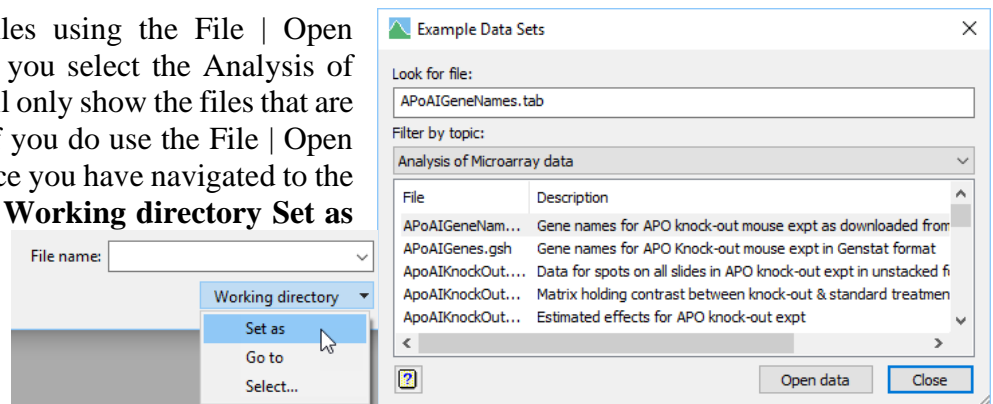 les using the File | Open
you select the Analysis of
l only show the files that are
f you do use the File | Open
ce you have navigated to the
Working directory Set as
File name:
Working directory
Set as
Go to
Select...
Example Data Sets
Look for file:
APoAIGeneNames.tab
Filter by topic:
Analysis of Microarray data
File Description
APoAIGeneNam... Gene names for APO knock-out mouse expt as downloaded from
APoAIGenes.gsh Gene names for APO Knock-out mouse expt in Genstat format
ApoAIKnockOut.... Data for spots on all slides in APO knock-out expt in unstacked f
ApoAIKnockOut... Matrix holding contrast between knock-out & standard treatmen
ApoAIKnockOut... Estimated effects for APO knock-out expt
Open data Close